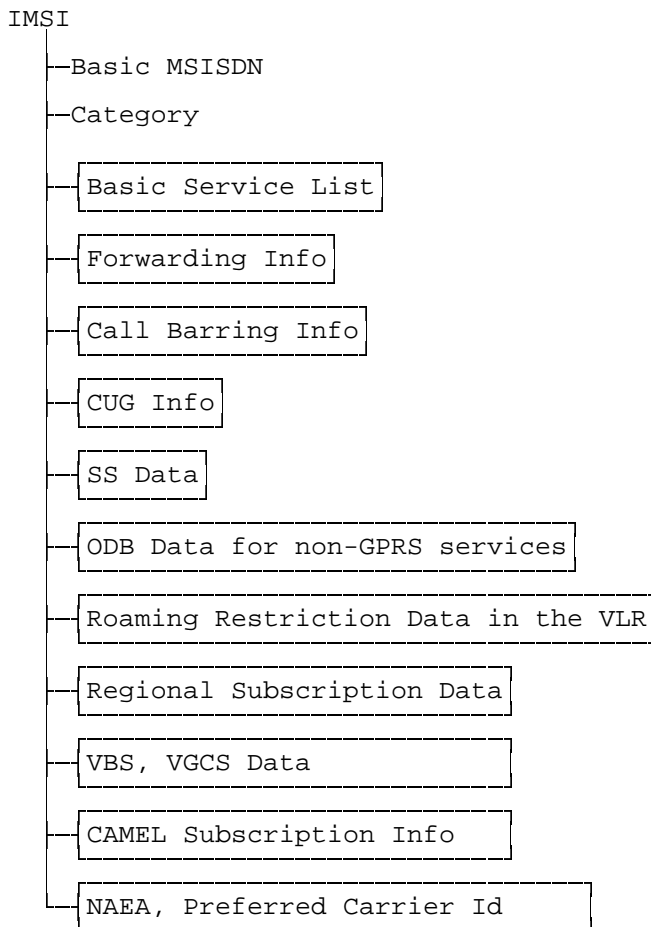 IMSI
Basic MSISDN
Category
Basic Service List
Forwarding Info
Call Barring Info
CUG Info
SS Data
ODB Data for non-GPRS services
Roaming Restriction Data in the VLR
Regional Subscription Data
VBS, VGCS Data
CAMEL Subscription Info
NAEA, Preferred Carrier Id